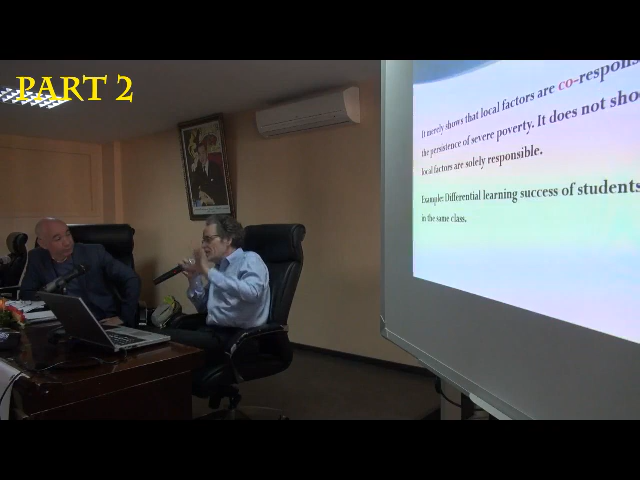 PART 2
It merely shows that local factors are co-respons
the persistence of severe poverty. It does not sho
local factors are solely responsible.
Example: Differential learning success of students
in the same class.